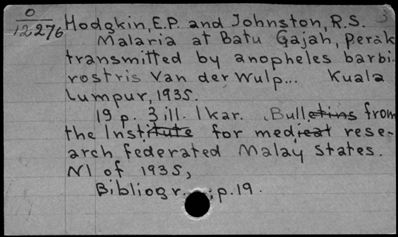 O
12276
Hodgkin, E.P. and Johnston, R.S.
Malaria at Batu Gajah, Perak
transmitted by anopheles barbi-
rostris Van der Wulp... Kuala
Lumpur, 1935.
19 p. 3 ill. 1 kar. Bulletins from
the Institute for medical rese-
arch Federated Malay States.
N1 of 1935,
Bibliogr. p. 19.